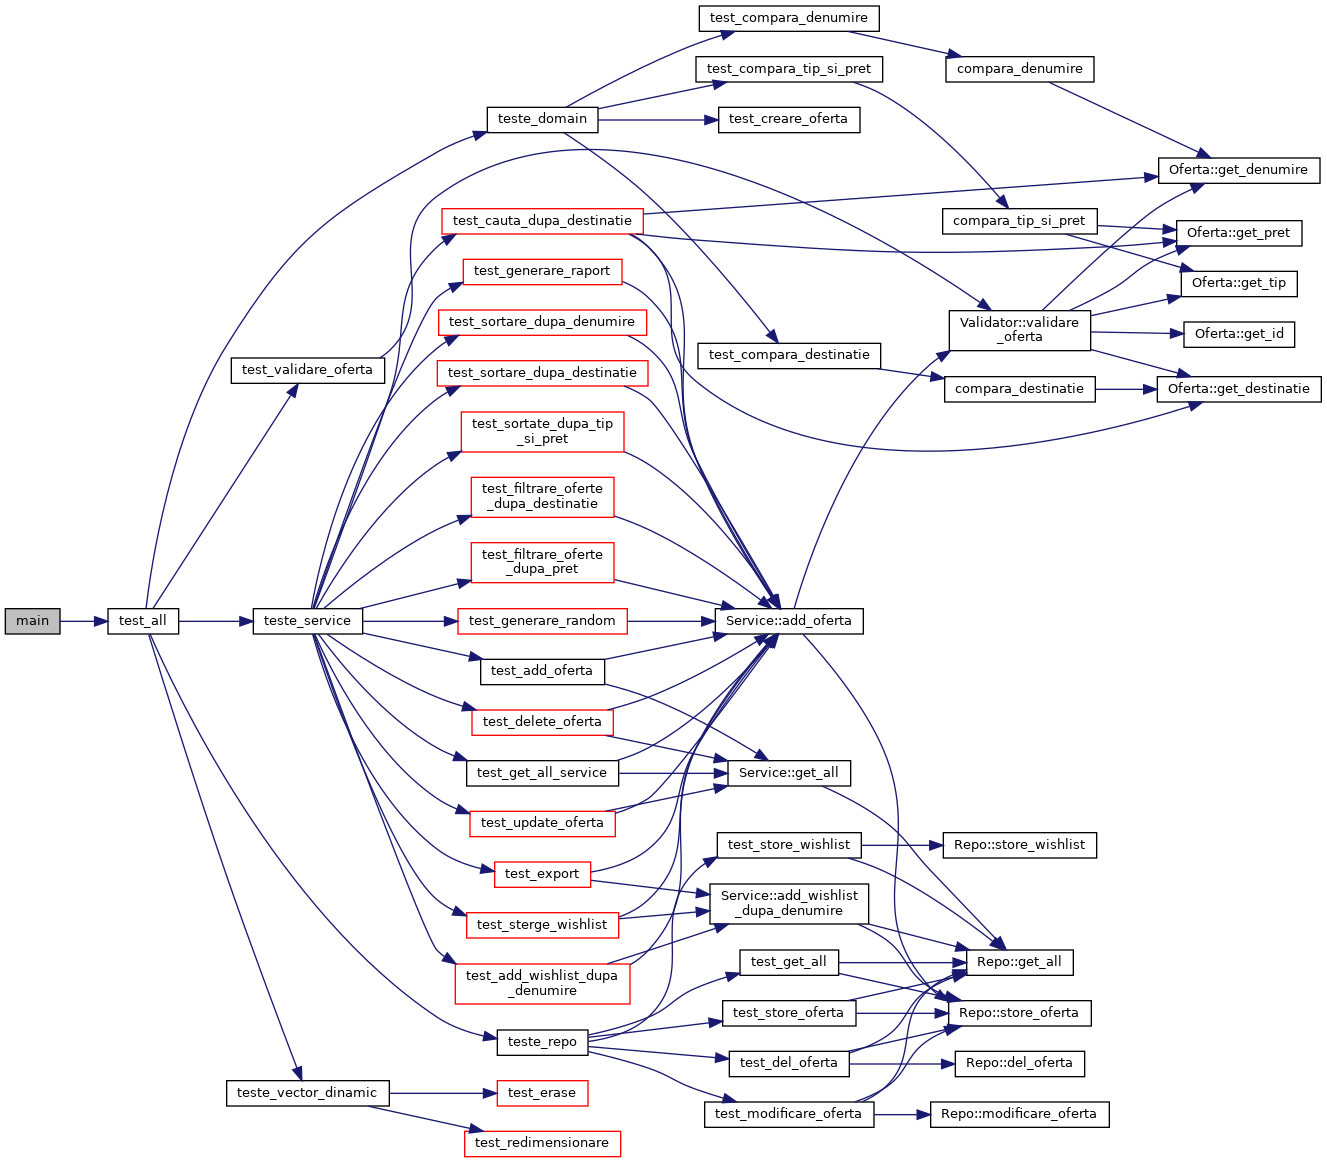 main
test_all
teste_domain
test_validare_oferta
teste_service
teste_repo
teste_vector_dinamic
test_compara_denumire
test_compara_tip_si_pret
test_creare_oferta
test_compara_destinatie
test_cauta_dupa_destinatie
test_generare_raport
test_sortare_dupa_denumire
test_sortare_dupa_destinatie
test_sortate_dupa_tip
_si_pret
test_filtrare_oferte
_dupa_destinatie
test_filtrare_oferte
_dupa_pret
test_generare_random
test_add_oferta
test_delete_oferta
test_get_all_service
test_update_oferta
test_export
test_sterge_wishlist
test_add_wishlist_dupa
_denumire
test_erase
test_redimensionare
Service::add_oferta
Service::get_all
test_store_wishlist
Service::add_wishlist
_dupa_denumire
test_get_all
test_store_oferta
test_del_oferta
test_modificare_oferta
compara_denumire
compara_tip_si_pret
Validator::validare
_oferta
compara_destinatie
Repo::store_wishlist
Repo::get_all
Repo::store_oferta
Repo::del_oferta
Repo::modificare_oferta
Oferta::get_denumire
Oferta::get_pret
Oferta::get_tip
Oferta::get_id
Oferta::get_destinatie